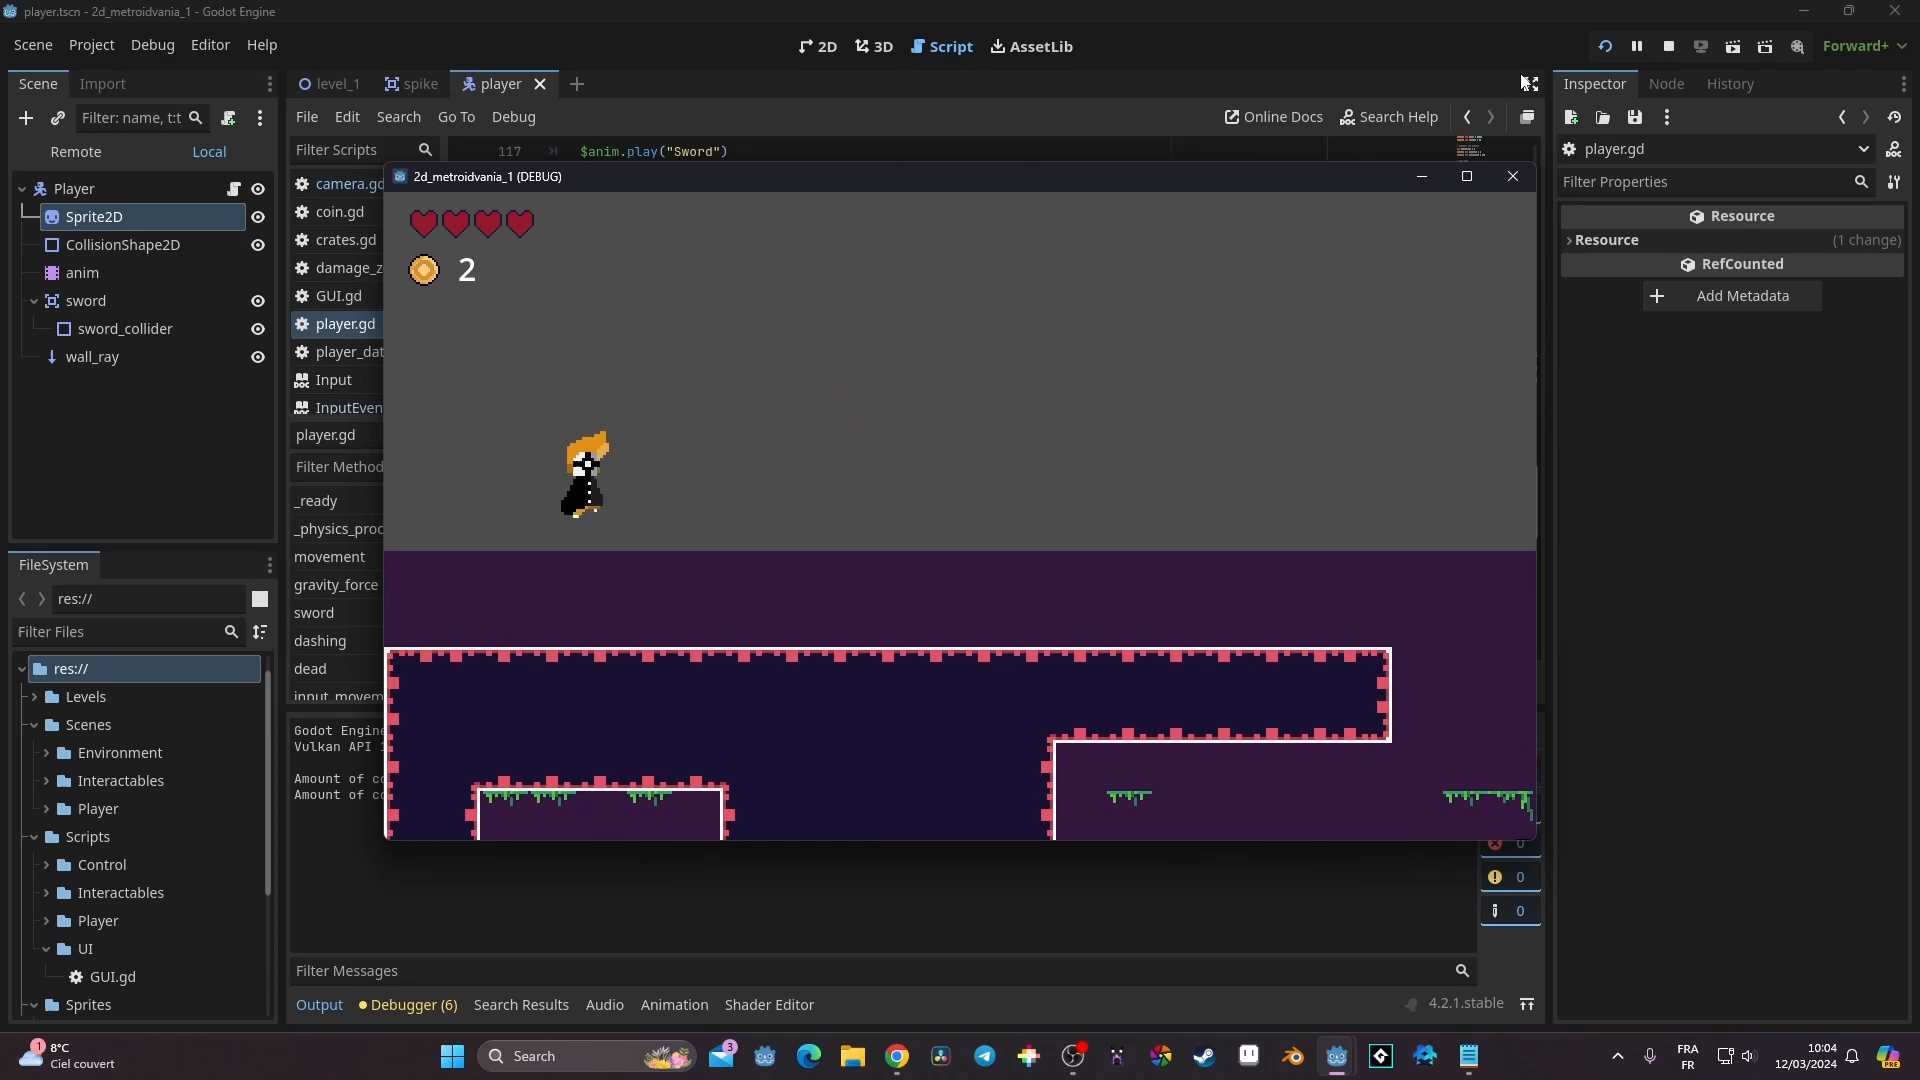 player.tscn - 2d_metroidvania_1 - Godot Engine
Scene Project Debug Editor Help
2D 3D Script AssetLib
Forward+
Scene Import
level_1 spike player
Inspector Node History
Filter: name, t:t
File Edit Search Go To Debug
Online Docs Search Help
Remote Local
Filter Scripts
117 $anim.play("Sword")
player.gd
Filter Properties
Player
Sprite2D
CollisionShape2D
anim
sword
sword_collider
wall_ray
camera.gd
coin.gd
crates.gd
damage_z
GUI.gd
player.gd
player_dat
Input
InputEven
player.gd
Filter Method
_ready
_physics_proc
movement
gravity_force
sword
dashing
dead
input_movem
2d_metroidvania_1 (DEBUG)
2
Resource
Resource (1 change)
RefCounted
Add Metadata
FileSystem
res://
Filter Files
res://
Levels
Scenes
Environment
Interactables
Player
Scripts
Control
Interactables
Player
UI
GUI.gd
Sprites
Godot Engine
Vulkan API 1
Amount of co
Amount of co
0
0
0
Filter Messages
Output Debugger (6) Search Results Audio Animation Shader Editor
4.2.1.stable
1
8°C
Ciel couvert
Search
3
FRA
FR
10:04
12/03/2024
PRE